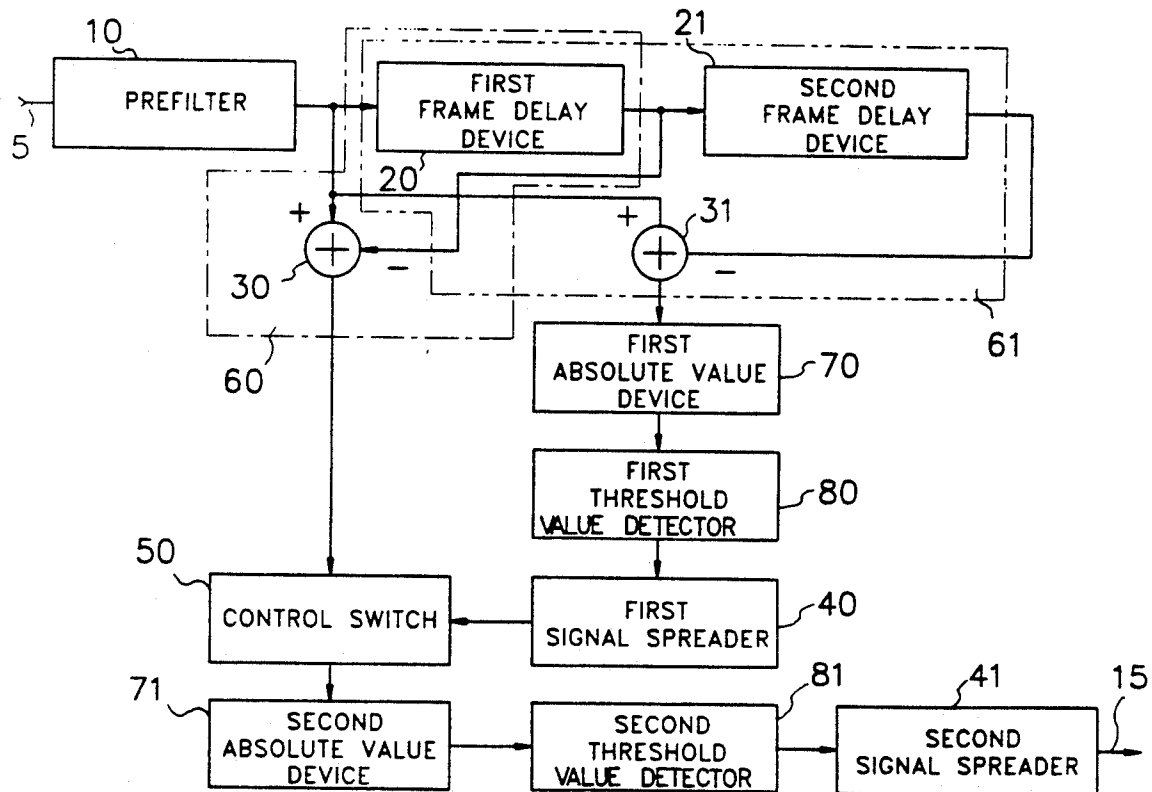 10
PREFILTER
5
FIRST
FRAME DELAY
DEVICE
20
21
SECOND
FRAME DELAY
DEVICE
+
+
30
-
60
+
+
31
-
61
FIRST
ABSOLUTE VALUE
DEVICE
70
FIRST
THRESHOLD
VALUE DETECTOR
80
50
CONTROL SWITCH
FIRST
SIGNAL SPREADER
40
71
SECOND
ABSOLUTE VALUE
DEVICE
SECOND
THRESHOLD
VALUE DETECTOR
81
41
SECOND
SIGNAL SPREADER
15